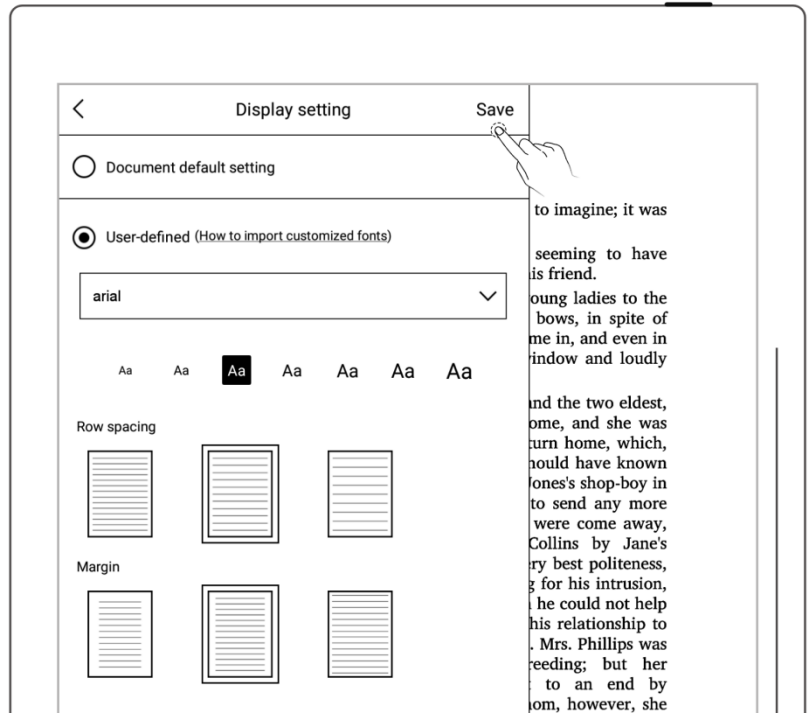 Display setting
Save
Document default setting
User-defined (How to import customized fonts)
arial
Aa Aa Aa Aa Aa Aa Aa
Row spacing
Margin
to imagine; it was
seeming to have
is friend.
oung ladies to the
bows, in spite of
me in, and even in
indow and loudly
and the two eldest,
ome, and she was
turn home, which,
hould have known
Jones's shop-boy in
to send any more
were come away,
Collins by Jane's
ry best politeness,
for his intrusion,
he could not help
his relationship to
. Mrs. Phillips was
reeding; but her
to an end by
om, however, she